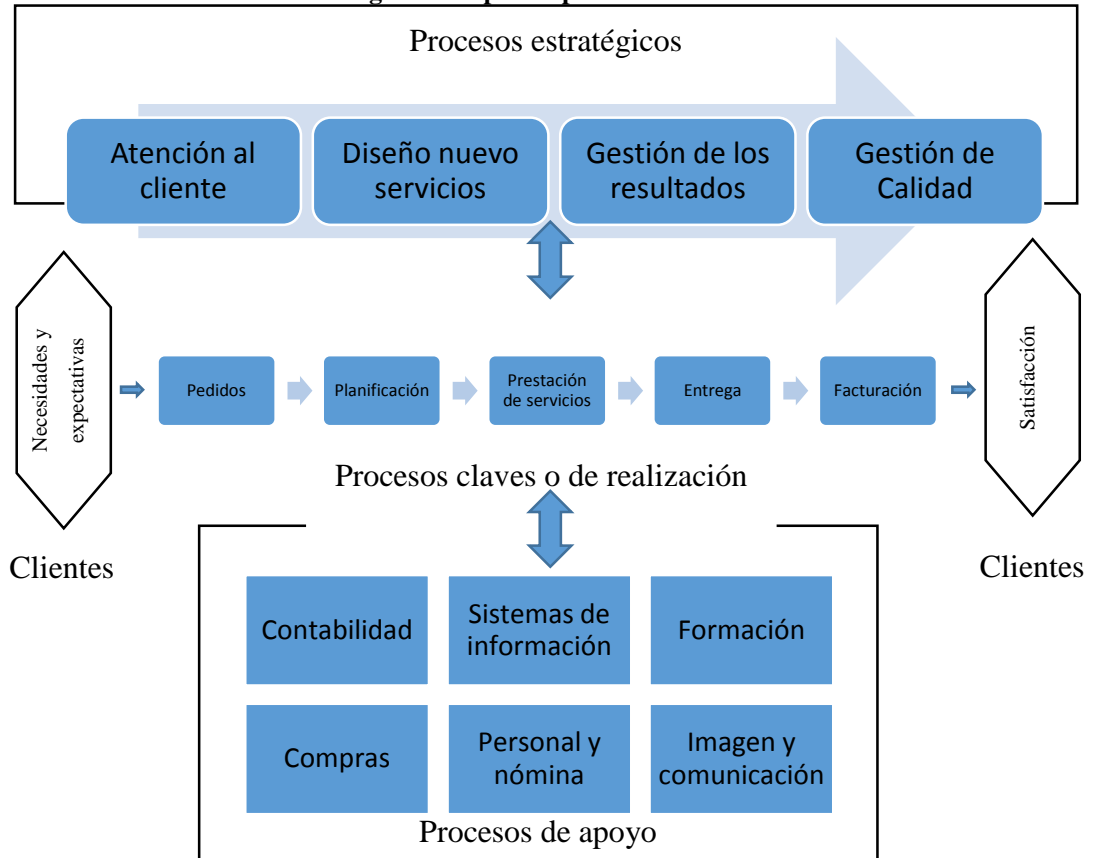 Procesos estratégicos
Atención al
cliente
Diseño nuevo
servicios
Gestión de los
resultados
Gestión de
Calidad
Necesidades y
expectativas
Pedidos
Planificación
Prestación
de servicios
Entrega
Facturación
Satisfacción
Procesos claves o de realización
Clientes
Clientes
Contabilidad
Sistemas de
información
Formación
Compras
Personal y
nómina
Imagen y
comunicación
Procesos de apoyo